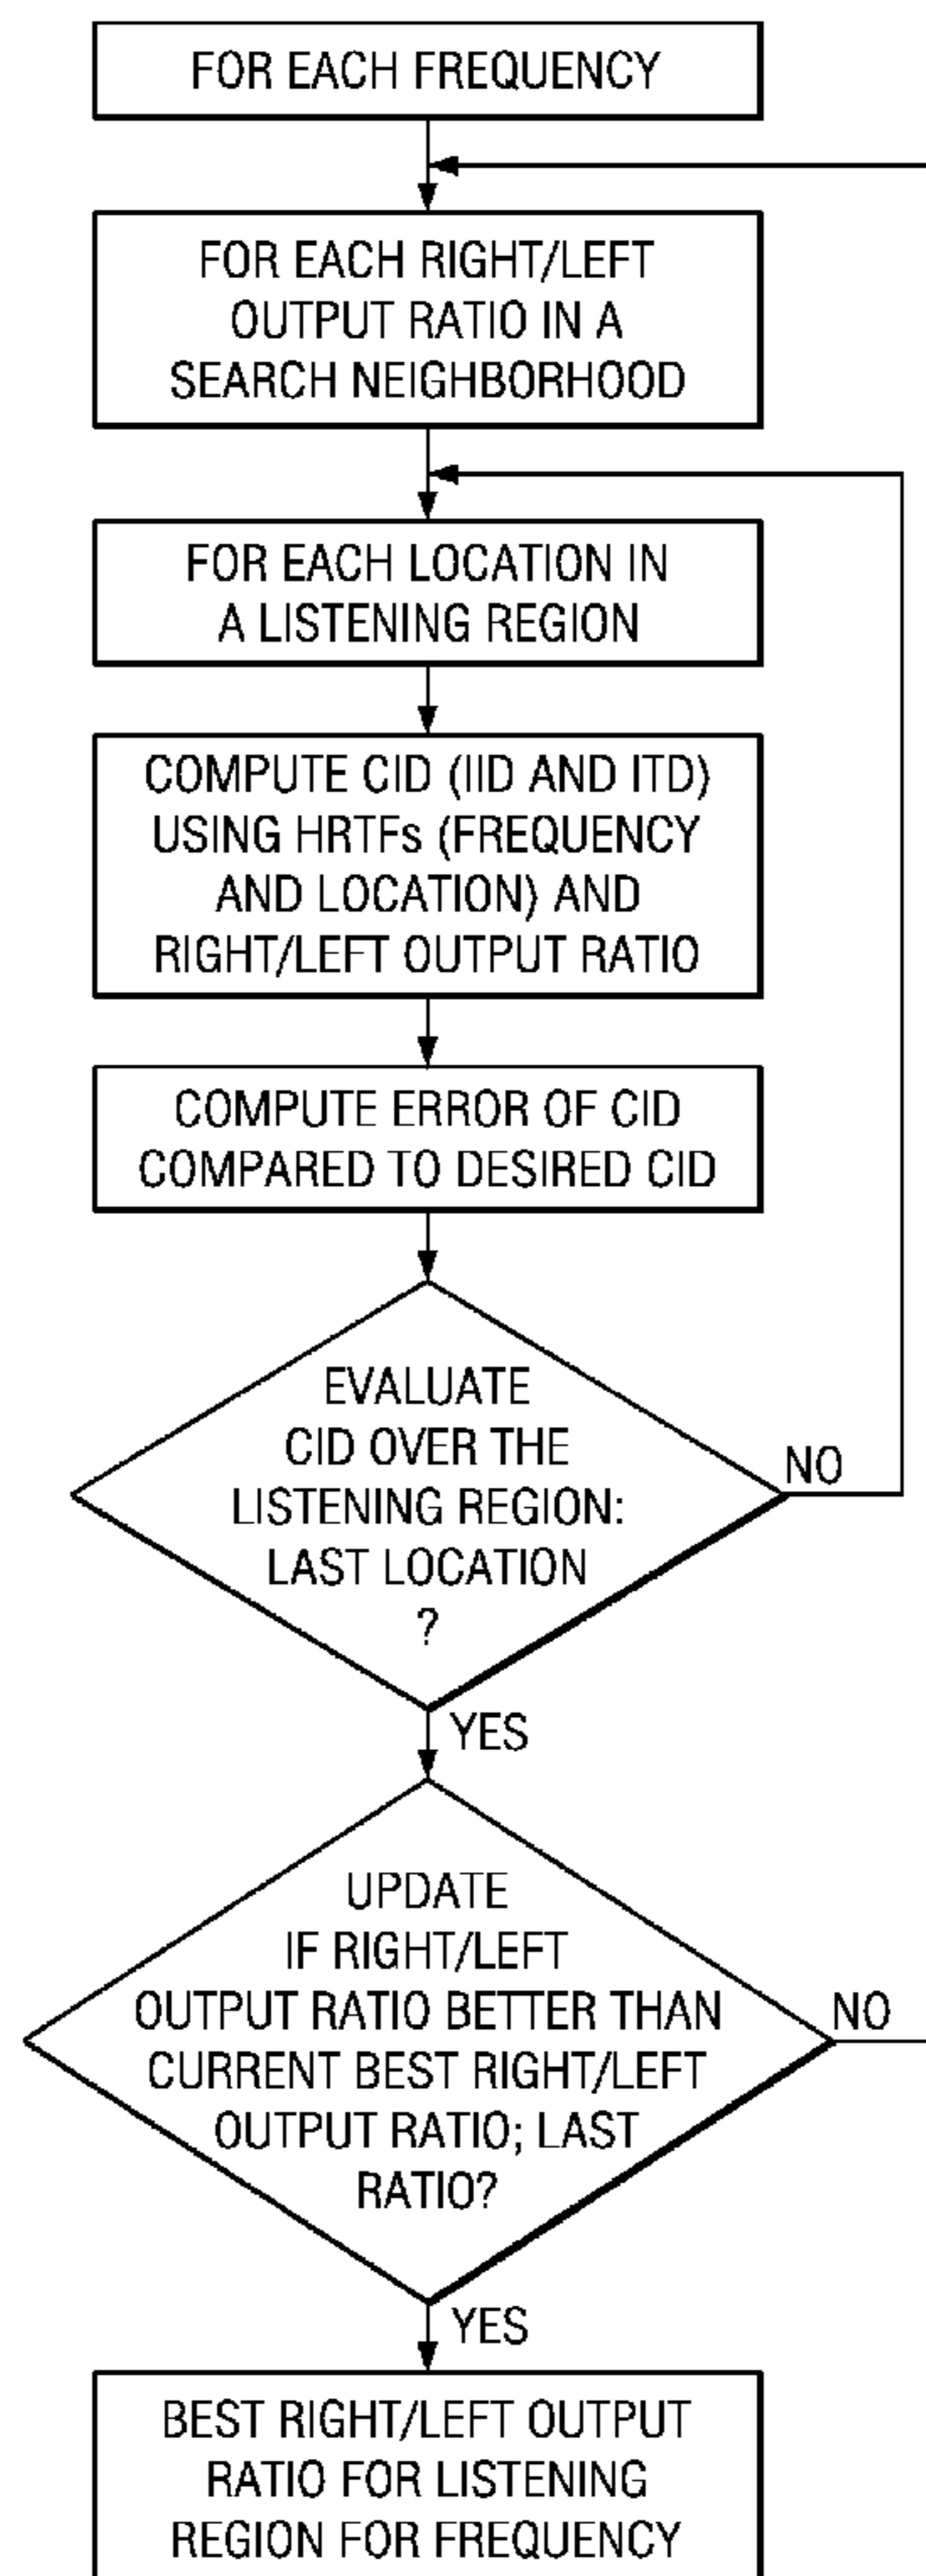 FOR EACH FREQUENCY
FOR EACH RIGHT/LEFT
OUTPUT RATIO IN A
SEARCH NEIGHBORHOOD
FOR EACH LOCATION IN
A LISTENING REGION
COMPUTE CID (IID AND ITD)
USING HRTFs (FREQUENCY
AND LOCATION) AND
RIGHT/LEFT OUTPUT RATIO
COMPUTE ERROR OF CID
COMPARED TO DESIRED CID
EVALUATE
CID OVER THE
LISTENING REGION:
LAST LOCATION
?
NO
YES
UPDATE
IF RIGHT/LEFT
OUTPUT RATIO BETTER THAN
CURRENT BEST RIGHT/LEFT
OUTPUT RATIO; LAST
RATIO?
NO
YES
BEST RIGHT/LEFT OUTPUT
RATIO FOR LISTENING
REGION FOR FREQUENCY